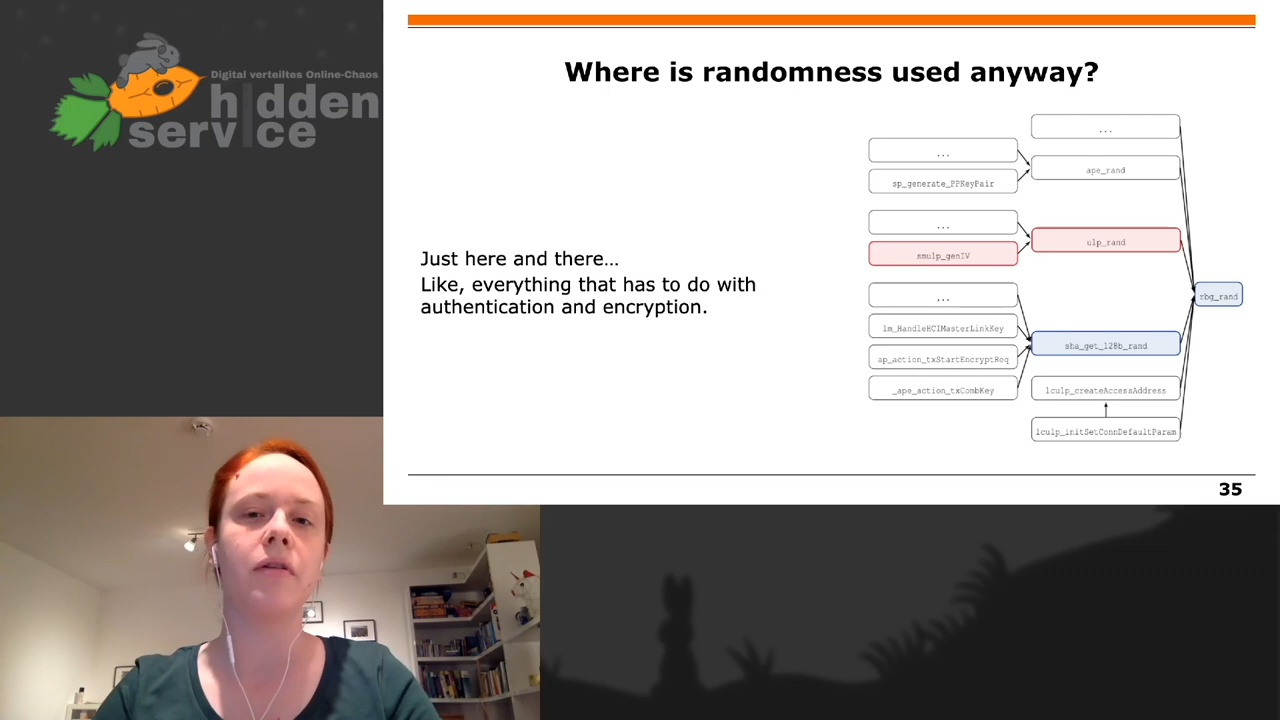 Digital verteiltes Online-Chaos
hidden
service
Where is randomness used anyway?
Just here and there...
Like, everything that has to do with
authentication and encryption.
...
sp_generate_PPKeyPair
...
smulp_genIV
...
lm_HandleHCIMasterLinkKey
ap_action_txStartEncryptReq
_ape_action_txCombKey
...
ape_rand
ulp_rand
sha_get_128b_rand
lculp_createAccessAddress
lculp_initSetConnDefaultParam
rbg_rand
35